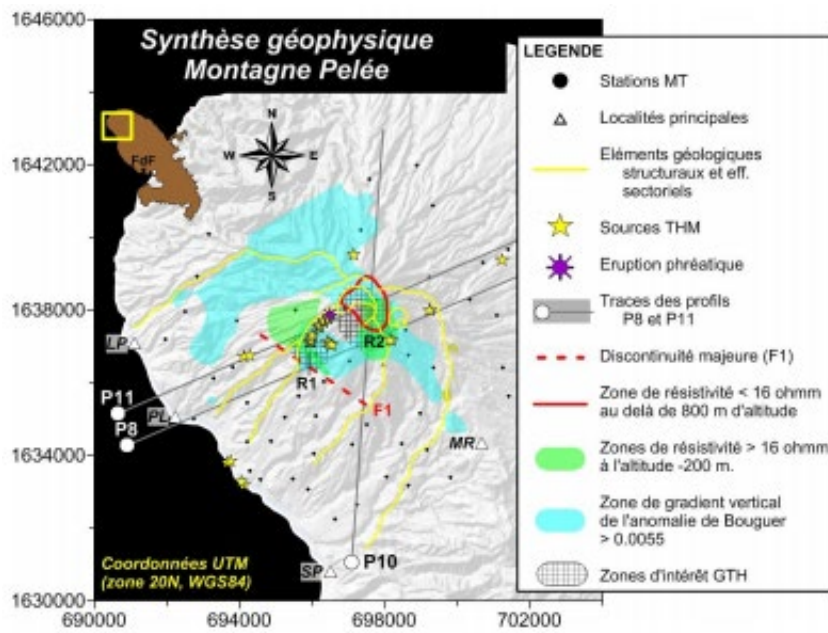 1646000
1642000
1638000
1634000
1630000
690000
694000
698000
702000
Synthèse géophysique
Montagne Pelée
FdF
N
W
E
S
LP
P11
PL
P8
R1
R2
F1
MR
SP
P10
Coordonnées UTM
(zone 20N, WGS84)
LEGENDE
Stations MT
Localités principales
Eléments géologiques
structuraux et eff.
sectoriels
Sources THM
Eruption phréatique
Traces des profils
P8 et P11
Discontinuité majeure (F1)
Zone de résistivité < 16 ohmm
au delà de 800 m d'altitude
Zones de résistivité > 16 ohmm
à l'altitude -200 m.
Zone de gradient vertical
de l'anomalie de Bouguer
> 0.0055
Zones d'intérêt GTH